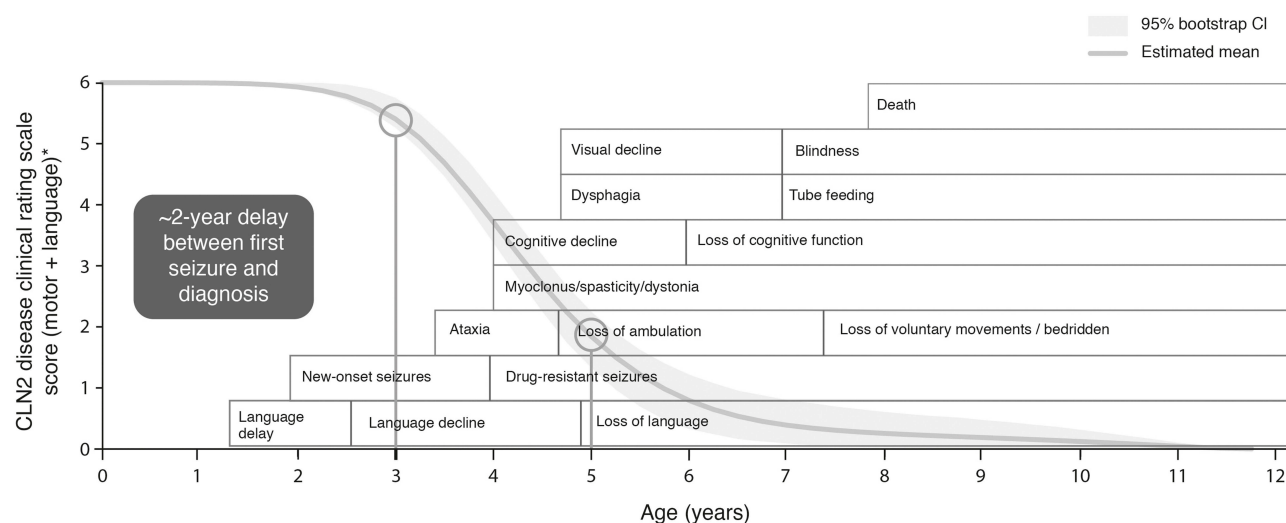 95% bootstrap CI
Estimated mean
CLN2 disease clinical rating scale
score (motor + language)*
6
5
4
3
2
1
0
~2-year delay
between first
seizure and
diagnosis
Death
Visual decline
Blindness
Dysphagia
Tube feeding
Cognitive decline
Loss of cognitive function
Myoclonus/spasticity/dystonia
Ataxia
Loss of ambulation
Loss of voluntary movements / bedridden
New-onset seizures
Drug-resistant seizures
Language
delay
Language decline
Loss of language
0 1 2 3 4 5 6 7 8 9 10 11 12
Age (years)